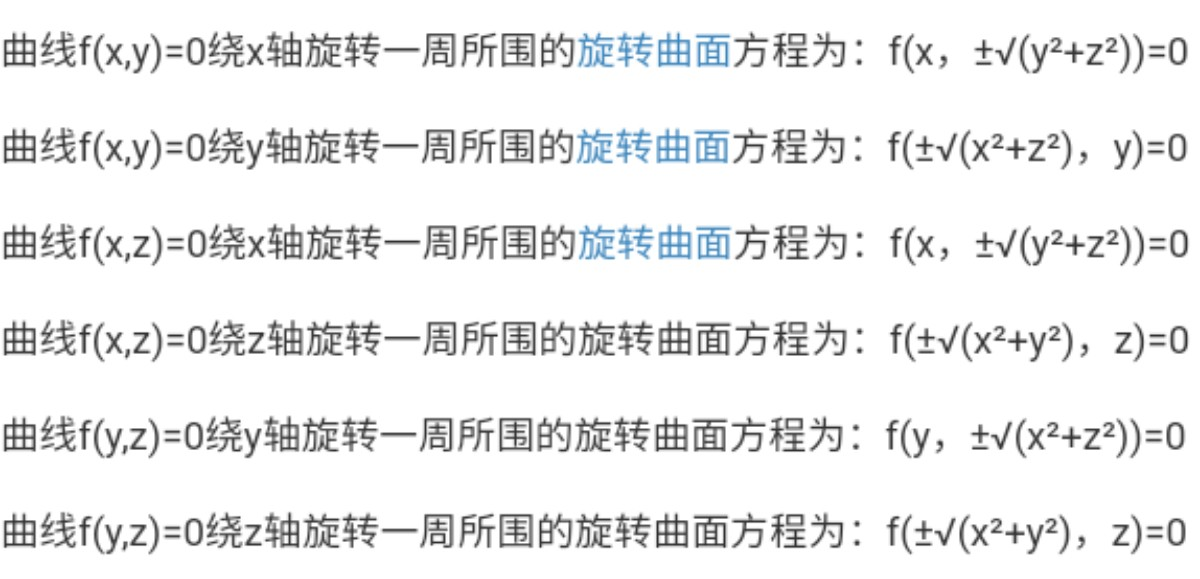 曲线f(x,y)=0绕x轴旋转一周所围的旋转曲面方程为：f(x，±√(y²+z²))=0
曲线f(x,y)=0绕y轴旋转一周所围的旋转曲面方程为：f(±√(x²+z²)，y)=0
曲线f(x,z)=0绕x轴旋转一周所围的旋转曲面方程为：f(x，±√(y²+z²))=0
曲线f(x,z)=0绕z轴旋转一周所围的旋转曲面方程为：f(±√(x²+y²)，z)=0
曲线f(y,z)=0绕y轴旋转一周所围的旋转曲面方程为：f(y，±√(x²+z²))=0
曲线f(y,z)=0绕z轴旋转一周所围的旋转曲面方程为：f(±√(x²+y²)，z)=0